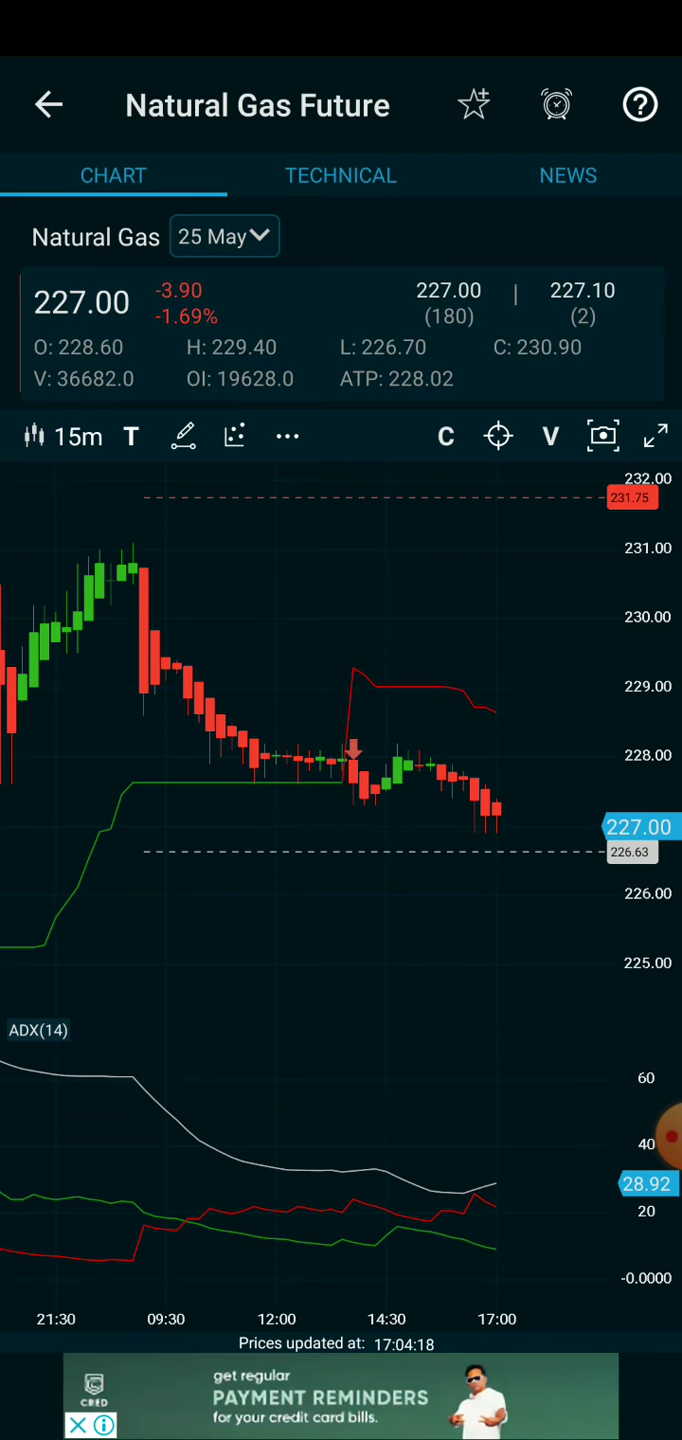 Natural Gas Future
CHART TECHNICAL NEWS
Natural Gas 25 May
227.00 -3.90 -1.69% 227.00 (180) | 227.10 (2)
O: 228.60 H: 229.40 L: 226.70 C: 230.90
V: 36682.0 OI: 19628.0 ATP: 228.02
15m T C V
232.00
231.75
231.00
230.00
229.00
228.00
227.00
226.63
226.00
225.00
ADX(14)
60
40
28.92
20
-0.0000
21:30 09:30 12:00 14:30 17:00
Prices updated at: 17:04:18
CRED
get regular
PAYMENT REMINDERS
for your credit card bills.